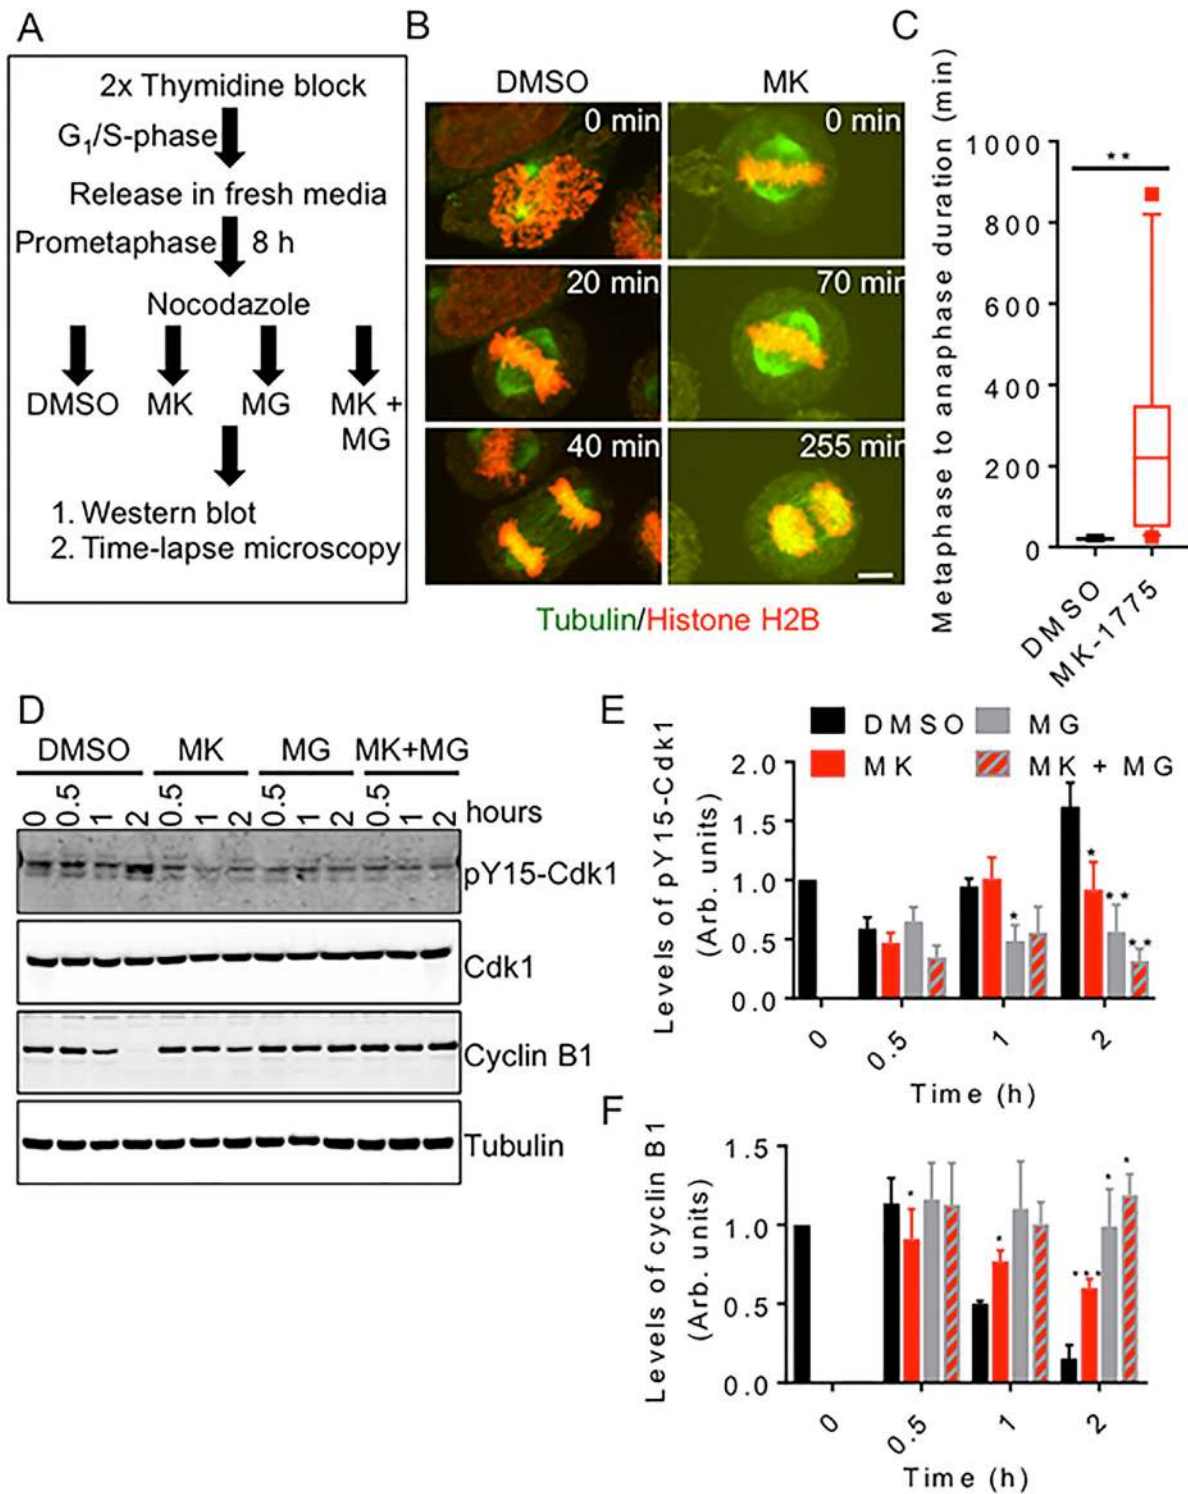 A
2x Thymidine block
G1/S-phase
Release in fresh media
Prometaphase 8 h
Nocodazole
DMSO MK MG MK +
MG
1. Western blot
2. Time-lapse microscopy
B
DMSO MK
0 min 0 min
20 min 70 min
40 min 255 min
Tubulin/Histone H2B
C
Metaphase to anaphase duration (min)
1000
800
600
400
200
0
**
DMSO
MK-1775
D
DMSO MK MG MK+MG
0 0.5 1 2 0.5 1 2 0.5 1 2 0.5 1 2 hours
pY15-Cdk1
Cdk1
Cyclin B1
Tubulin
E
DMSO MG
MK MK + MG
Levels of pY15-Cdk1
(Arb. units)
2.0
1.5
1.0
0.5
0.0
* * ** **
0 0.5 1 2
Time (h)
F
Levels of cyclin B1
(Arb. units)
1.5
1.0
0.5
0.0
* * *** * *
0 0.5 1 2
Time (h)